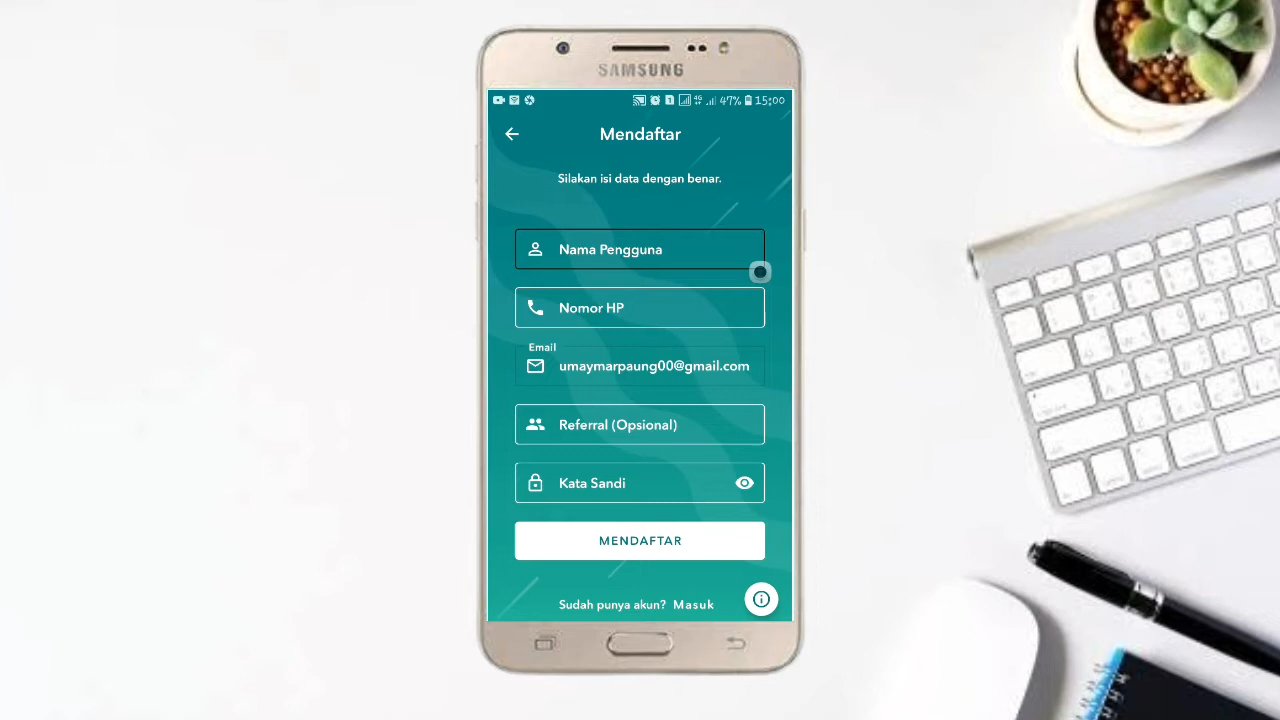 SAMSUNG
4G 47% 15:00
Mendaftar
Silakan isi data dengan benar.
Nama Pengguna
Nomor HP
Email
umaymarpaung00@gmail.com
Referral (Opsional)
Kata Sandi
MENDAFTAR
Sudah punya akun? Masuk